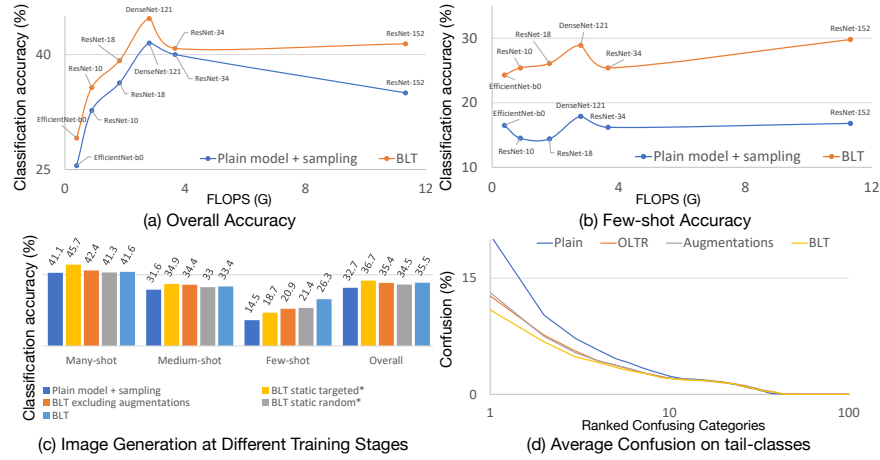 Classification accuracy (%)
40
25
0
4
8
12
FLOPS (G)
EfficientNet-b0
EfficientNet-b0
ResNet-10
ResNet-10
ResNet-18
ResNet-18
DenseNet-121
DenseNet-121
ResNet-34
ResNet-34
ResNet-152
ResNet-152
Plain model + sampling
BLT
(a) Overall Accuracy
Classification accuracy (%)
30
20
10
0
4
8
12
FLOPS (G)
EfficientNet-b0
EfficientNet-b0
ResNet-10
ResNet-10
ResNet-18
ResNet-18
DenseNet-121
DenseNet-121
ResNet-34
ResNet-34
ResNet-152
ResNet-152
Plain model + sampling
BLT
(b) Few-shot Accuracy
Classification accuracy (%)
41.1 45.7 42.4 41.3 41.6
31.6 34.9 34.4 33 33.4
14.5 18.7 20.9 21.4 26.3
32.7 36.7 35.4 34.5 35.5
Many-shot Medium-shot Few-shot Overall
Plain model + sampling
BLT static targeted*
BLT excluding augmentations
BLT static random*
BLT
(c) Image Generation at Different Training Stages
Plain OLTR Augmentations BLT
Confusion (%)
15
0
1 10 100
Ranked Confusing Categories
(d) Average Confusion on tail-classes